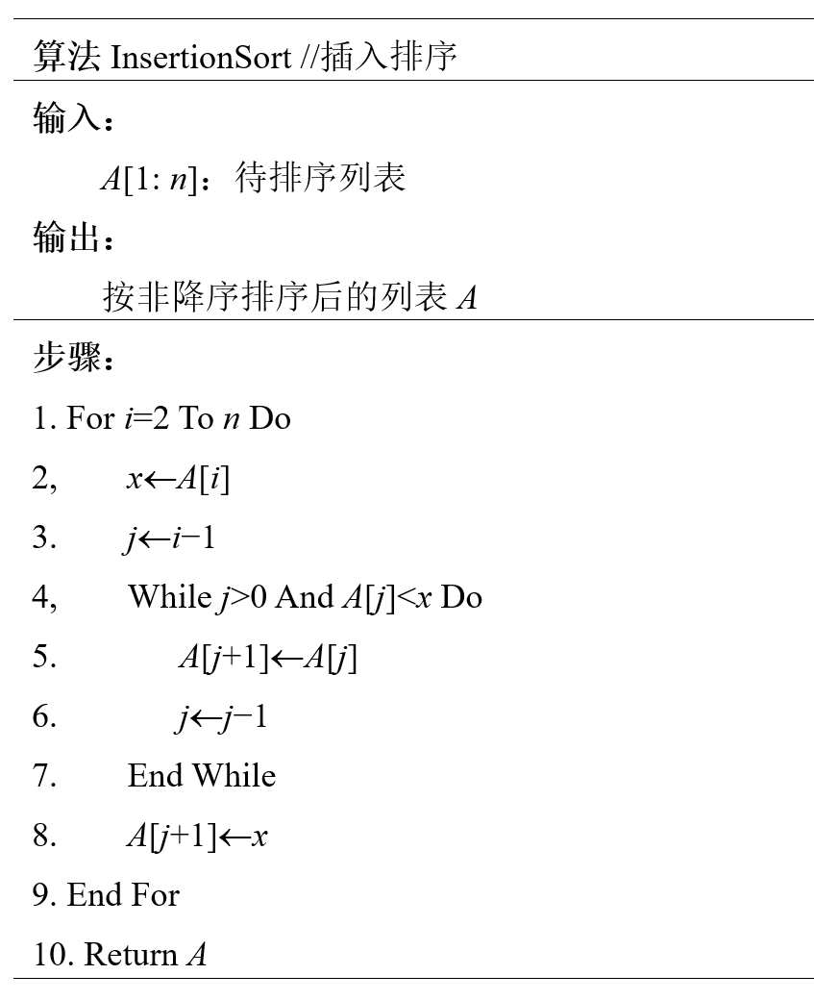 算法 InsertionSort //插入排序
输入：
A[1: n]：待排序列表
输出：
按非降序排序后的列表 A
步骤：
1. For i=2 To n Do
2, x←A[i]
3. j←i−1
4, While j>0 And A[j]<x Do
5. A[j+1]←A[j]
6. j←j−1
7. End While
8. A[j+1]←x
9. End For
10. Return A